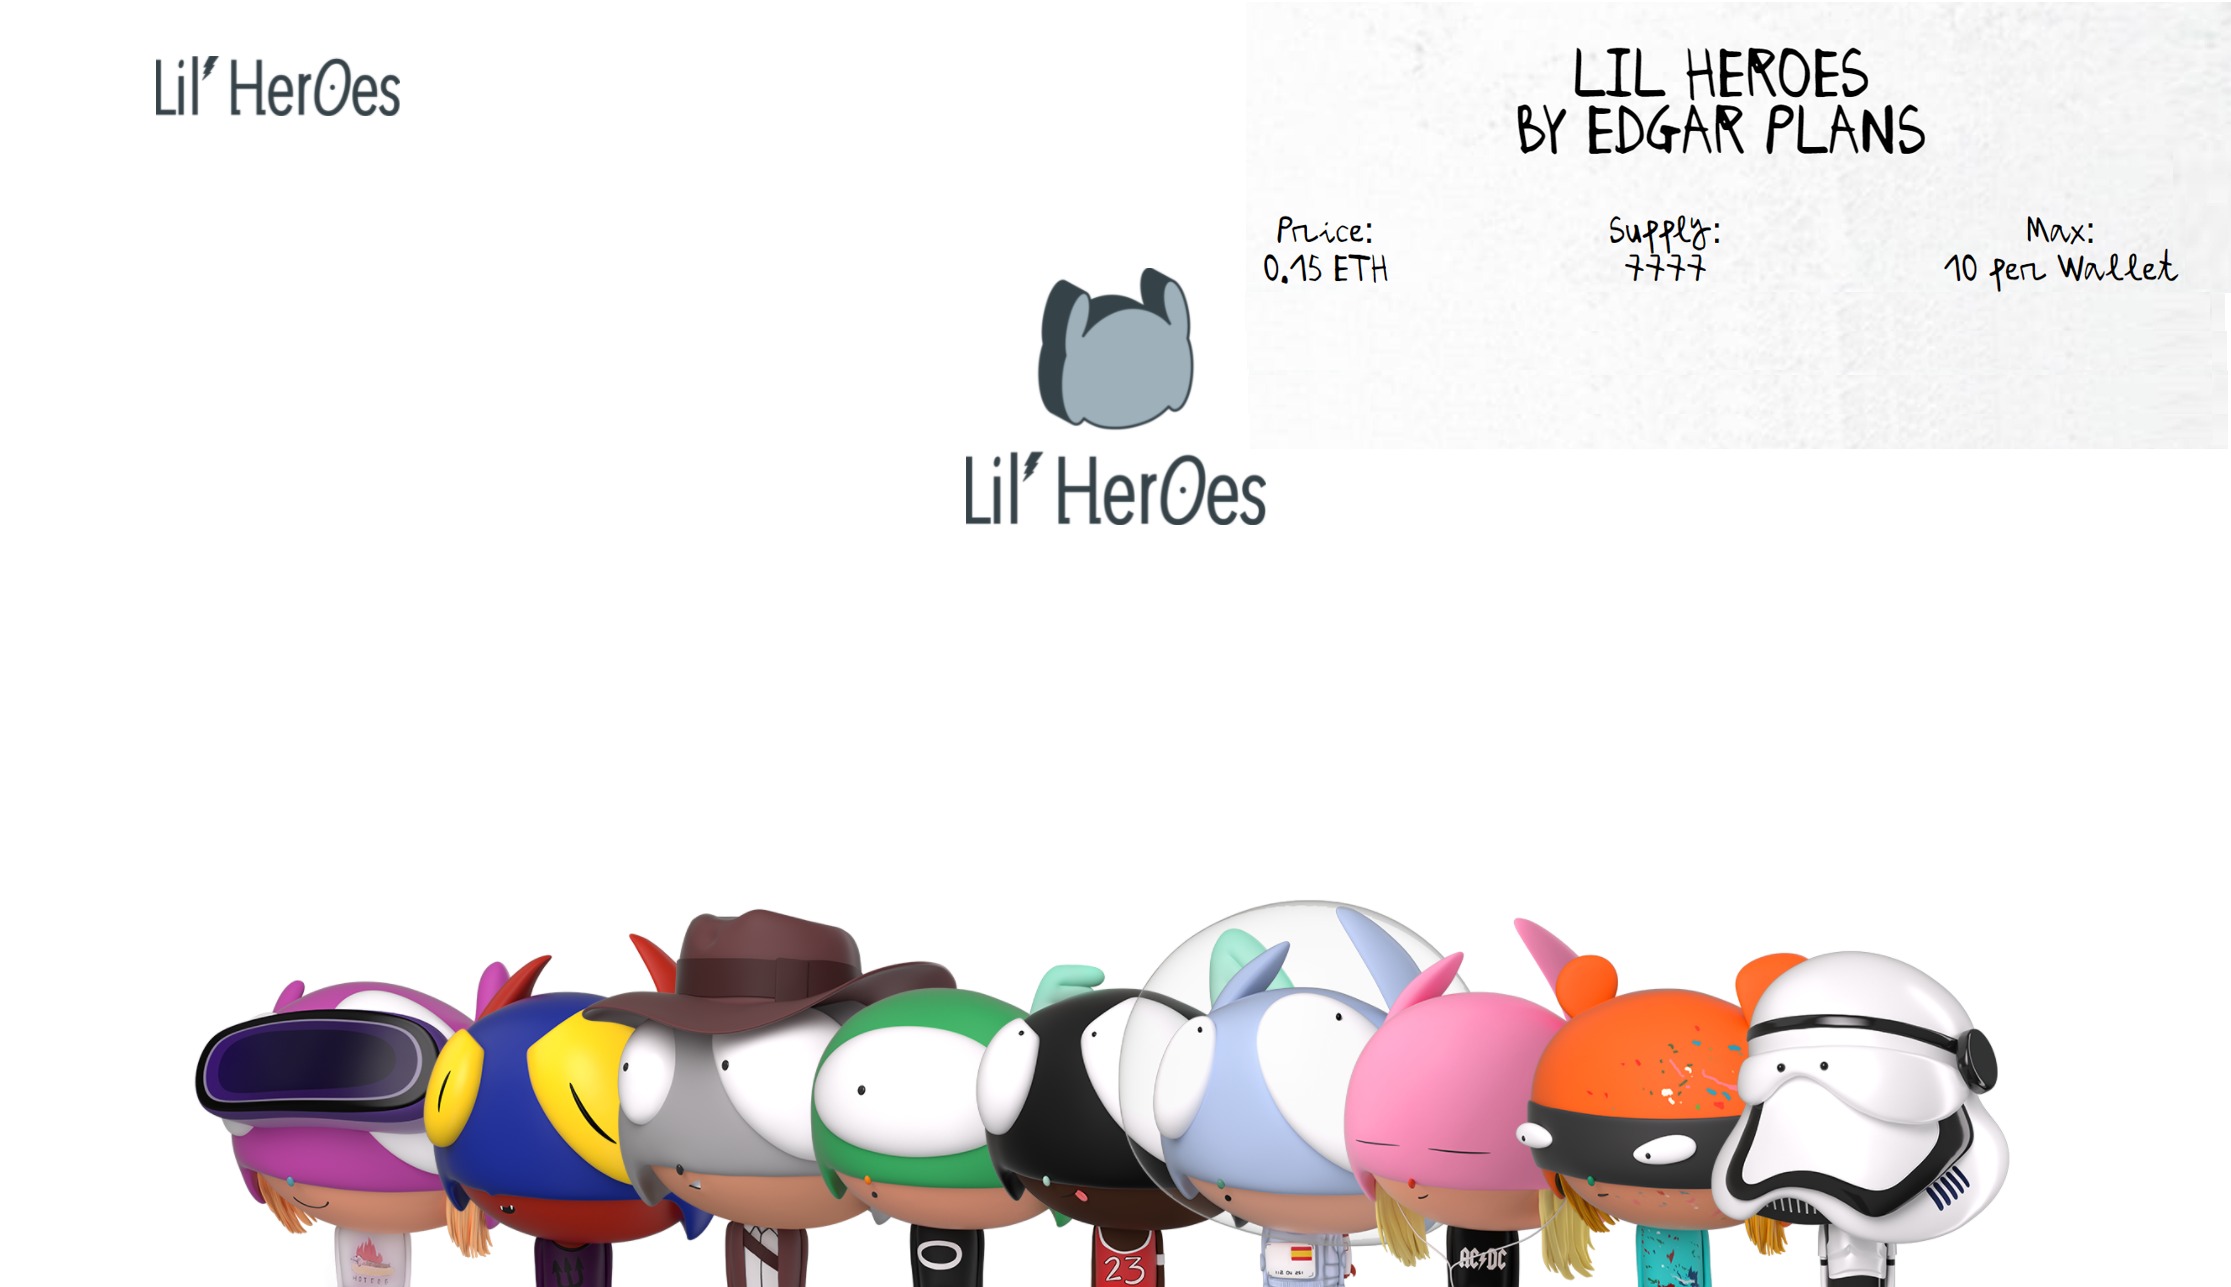 Lil' HerOes
LIL HEROES
BY EDGAR PLANS
Price:
0.15 ETH
Supply:
7777
Max:
10 per Wallet
Lil' HerOes
O
23
AC⚡DC